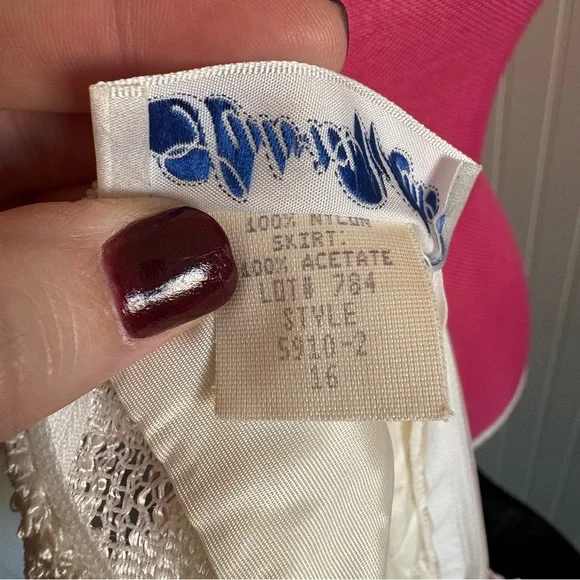 100% NYLON
SKIRT:
100% ACETATE
LOT# 784
STYLE
5910-2
16